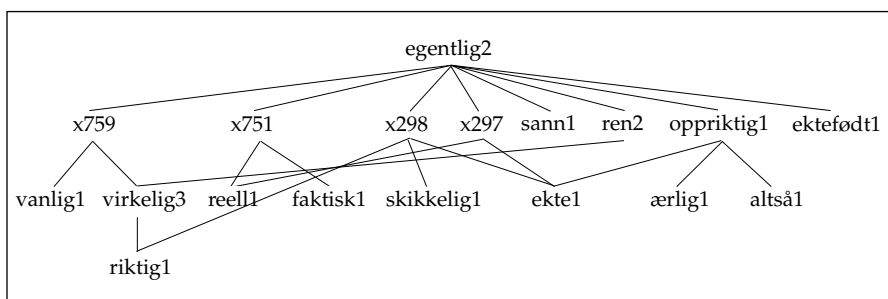 egentlig2
x759 x751 x298 x297 sann1 ren2 oppriktig1 ektefødt1
vanlig1 virkelig3 reell1 faktisk1 skikkelig1 ekte1 ærlig1 altså1
riktig1